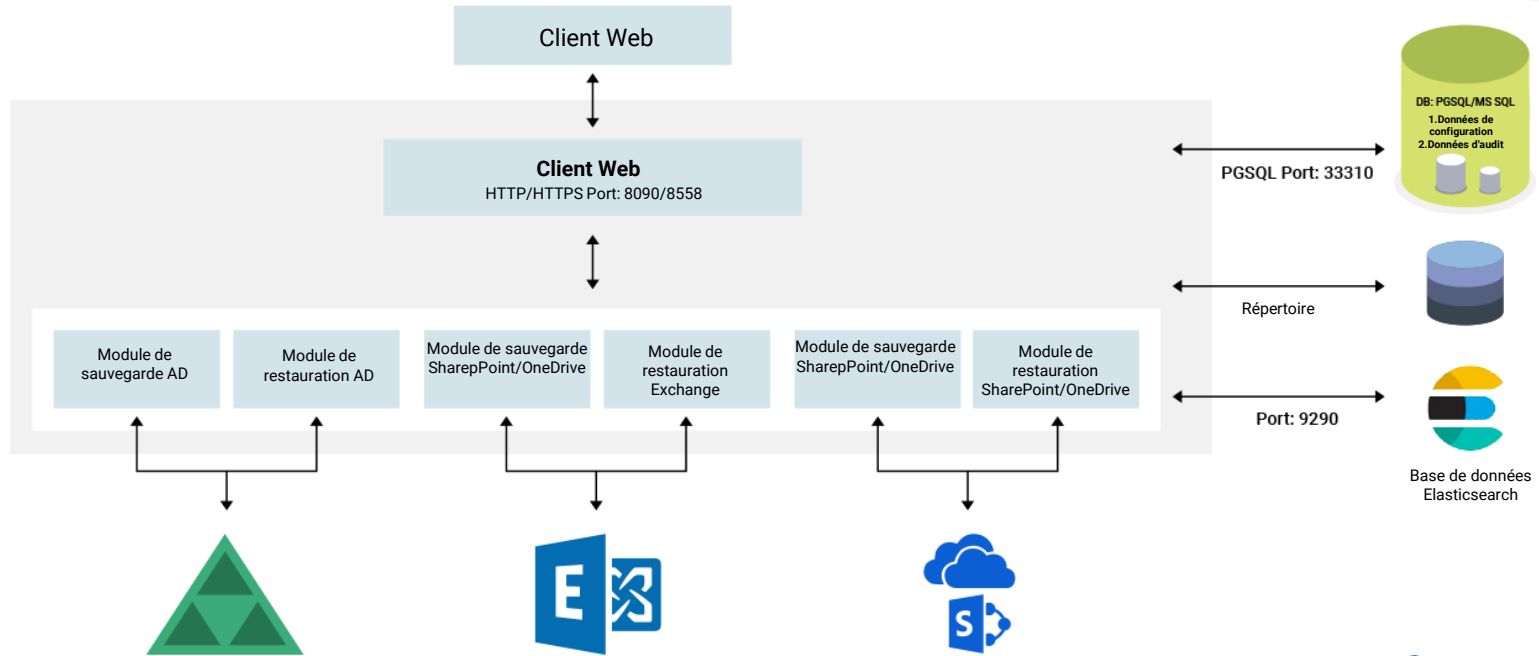 Client Web
Client Web
HTTP/HTTPS Port: 8090/8558
DB: PGSQL/MS SQL
1.Données de
configuration
2.Données d'audit
PGSQL Port: 33310
Répertoire
Module de
sauvegarde AD
Module de
restauration AD
Module de sauvegarde
SharepPoint/OneDrive
Module de
restauration
Exchange
Module de sauvegarde
SharepPoint/OneDrive
Module de
restauration
SharePoint/OneDrive
Port: 9290
Base de données
Elasticsearch
E
S